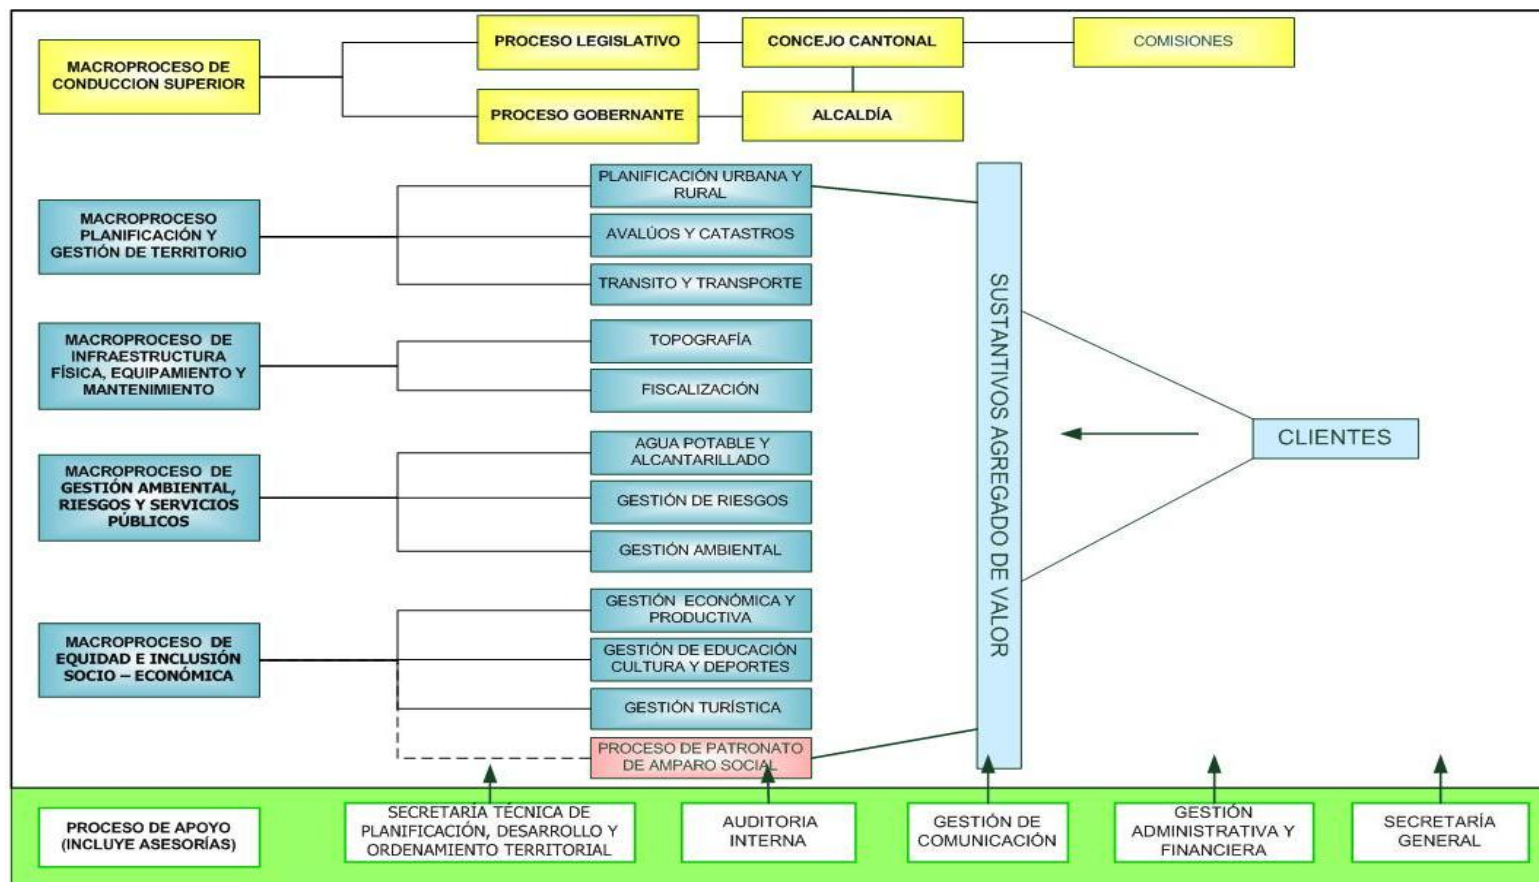 MACROPROCESO DE
CONDUCCION SUPERIOR
PROCESO LEGISLATIVO
CONCEJO CANTONAL
COMISIONES
PROCESO GOBERNANTE
ALCALDÍA
MACROPROCESO
PLANIFICACIÓN Y
GESTIÓN DE TERRITORIO
PLANIFICACIÓN URBANA Y
RURAL
AVALÚOS Y CATASTROS
TRANSITO Y TRANSPORTE
MACROPROCESO DE
INFRAESTRUCTURA
FÍSICA, EQUIPAMIENTO Y
MANTENIMIENTO
TOPOGRAFÍA
FISCALIZACIÓN
MACROPROCESO DE
GESTIÓN AMBIENTAL,
RIESGOS Y SERVICIOS
PÚBLICOS
AGUA POTABLE Y
ALCANTARILLADO
GESTIÓN DE RIESGOS
GESTIÓN AMBIENTAL
MACROPROCESO DE
EQUIDAD E INCLUSIÓN
SOCIO – ECONÓMICA
GESTIÓN ECONÓMICA Y
PRODUCTIVA
GESTIÓN DE EDUCACIÓN
CULTURA Y DEPORTES
GESTIÓN TURÍSTICA
PROCESO DE PATRONATO
DE AMPARO SOCIAL
SUSTANTIVOS AGREGADO DE VALOR
CLIENTES
PROCESO DE APOYO
(INCLUYE ASESORÍAS)
SECRETARÍA TÉCNICA DE
PLANIFICACIÓN, DESARROLLO Y
ORDENAMIENTO TERRITORIAL
AUDITORIA
INTERNA
GESTIÓN DE
COMUNICACIÓN
GESTIÓN
ADMINISTRATIVA Y
FINANCIERA
SECRETARÍA
GENERAL